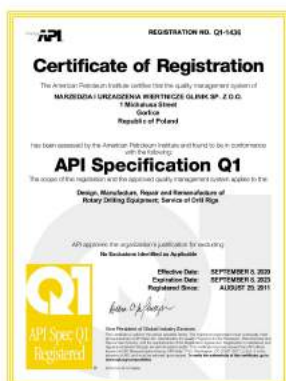 API
REGISTRATION NO. Q1-1436
Certificate of Registration
The American Petroleum Institute certifies that the quality management system of
NARZEDZIA I URZADZENIA WIERTNICZE GLINIK SP. Z O.O.
1 Michalusa Street
Gorlice
Republic of Poland
has been assessed by the American Petroleum Institute and found to be in conformance
with the following:
API Specification Q1
The scope of this registration and the approved quality management system applies to the:
Design, Manufacture, Repair and Remanufacture of
Rotary Drilling Equipment; Service of Drill Rigs
API approves the organization's justification for excluding:
No Exclusions Identified as Applicable
Effective Date: SEPTEMBER 6, 2020
Expiration Date: SEPTEMBER 6, 2023
Registered Since: AUGUST 29, 2011
Q1
API Spec Q1
Registered
Vice President of Global Industry Services